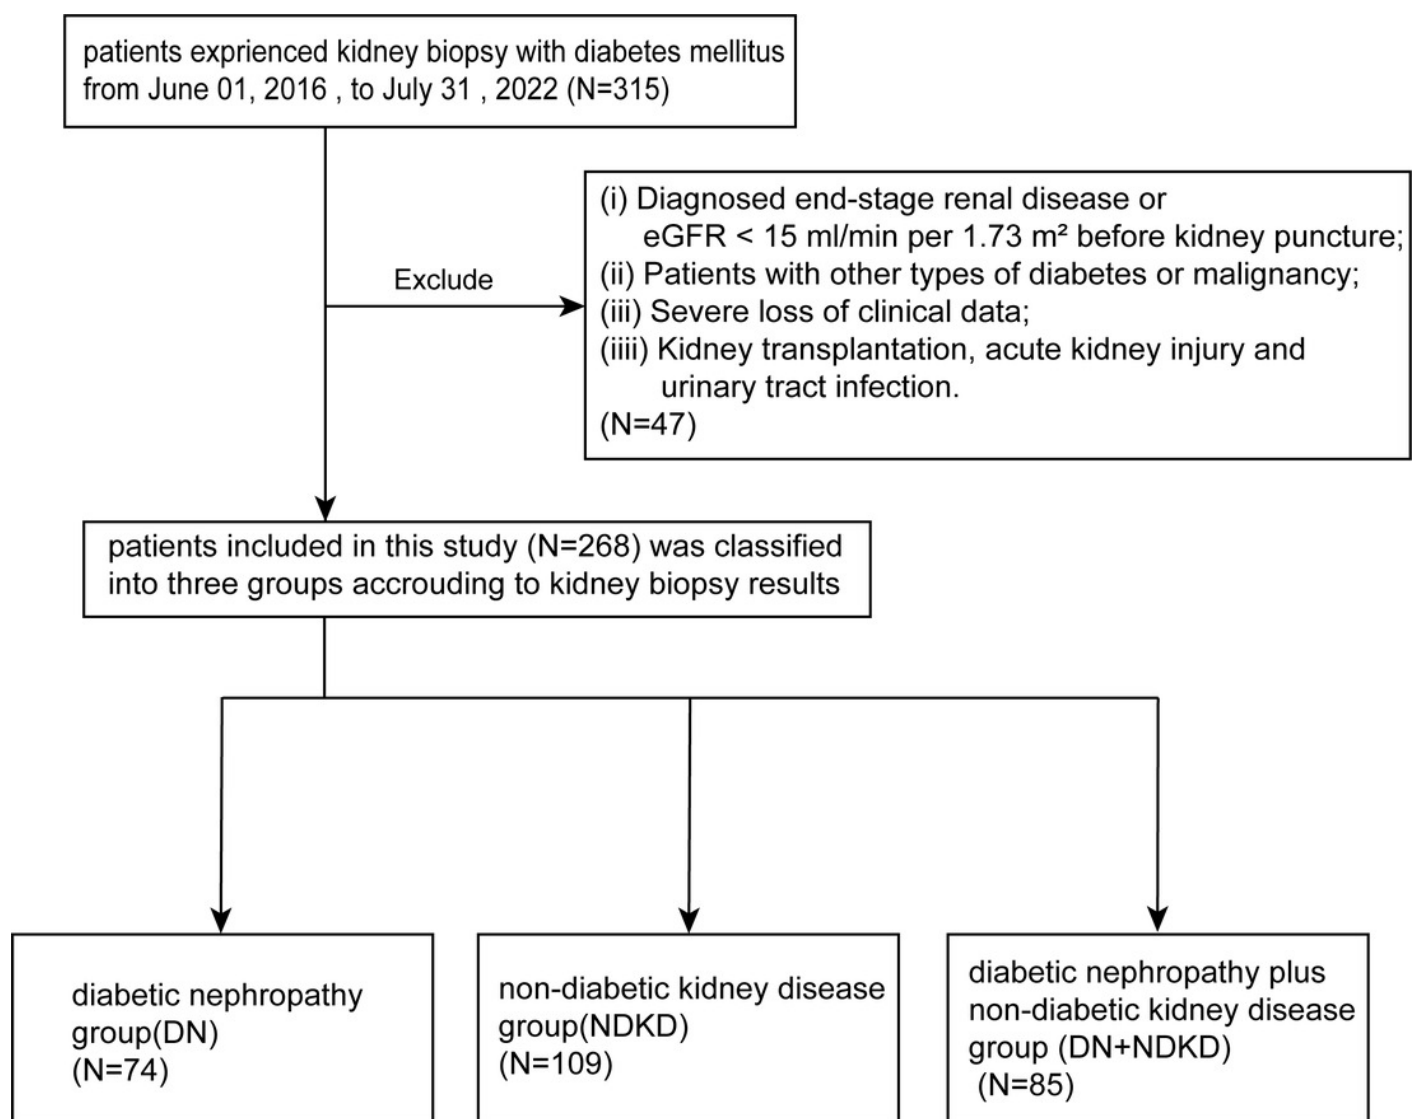 patients exprienced kidney biopsy with diabetes mellitus
from June 01, 2016 , to July 31 , 2022 (N=315)
Exclude
(i) Diagnosed end-stage renal disease or
eGFR < 15 ml/min per 1.73 m² before kidney puncture;
(ii) Patients with other types of diabetes or malignancy;
(iii) Severe loss of clinical data;
(iiii) Kidney transplantation, acute kidney injury and
urinary tract infection.
(N=47)
patients included in this study (N=268) was classified
into three groups accrouding to kidney biopsy results
diabetic nephropathy
group(DN)
(N=74)
non-diabetic kidney disease
group(NDKD)
(N=109)
diabetic nephropathy plus
non-diabetic kidney disease
group (DN+NDKD)
(N=85)